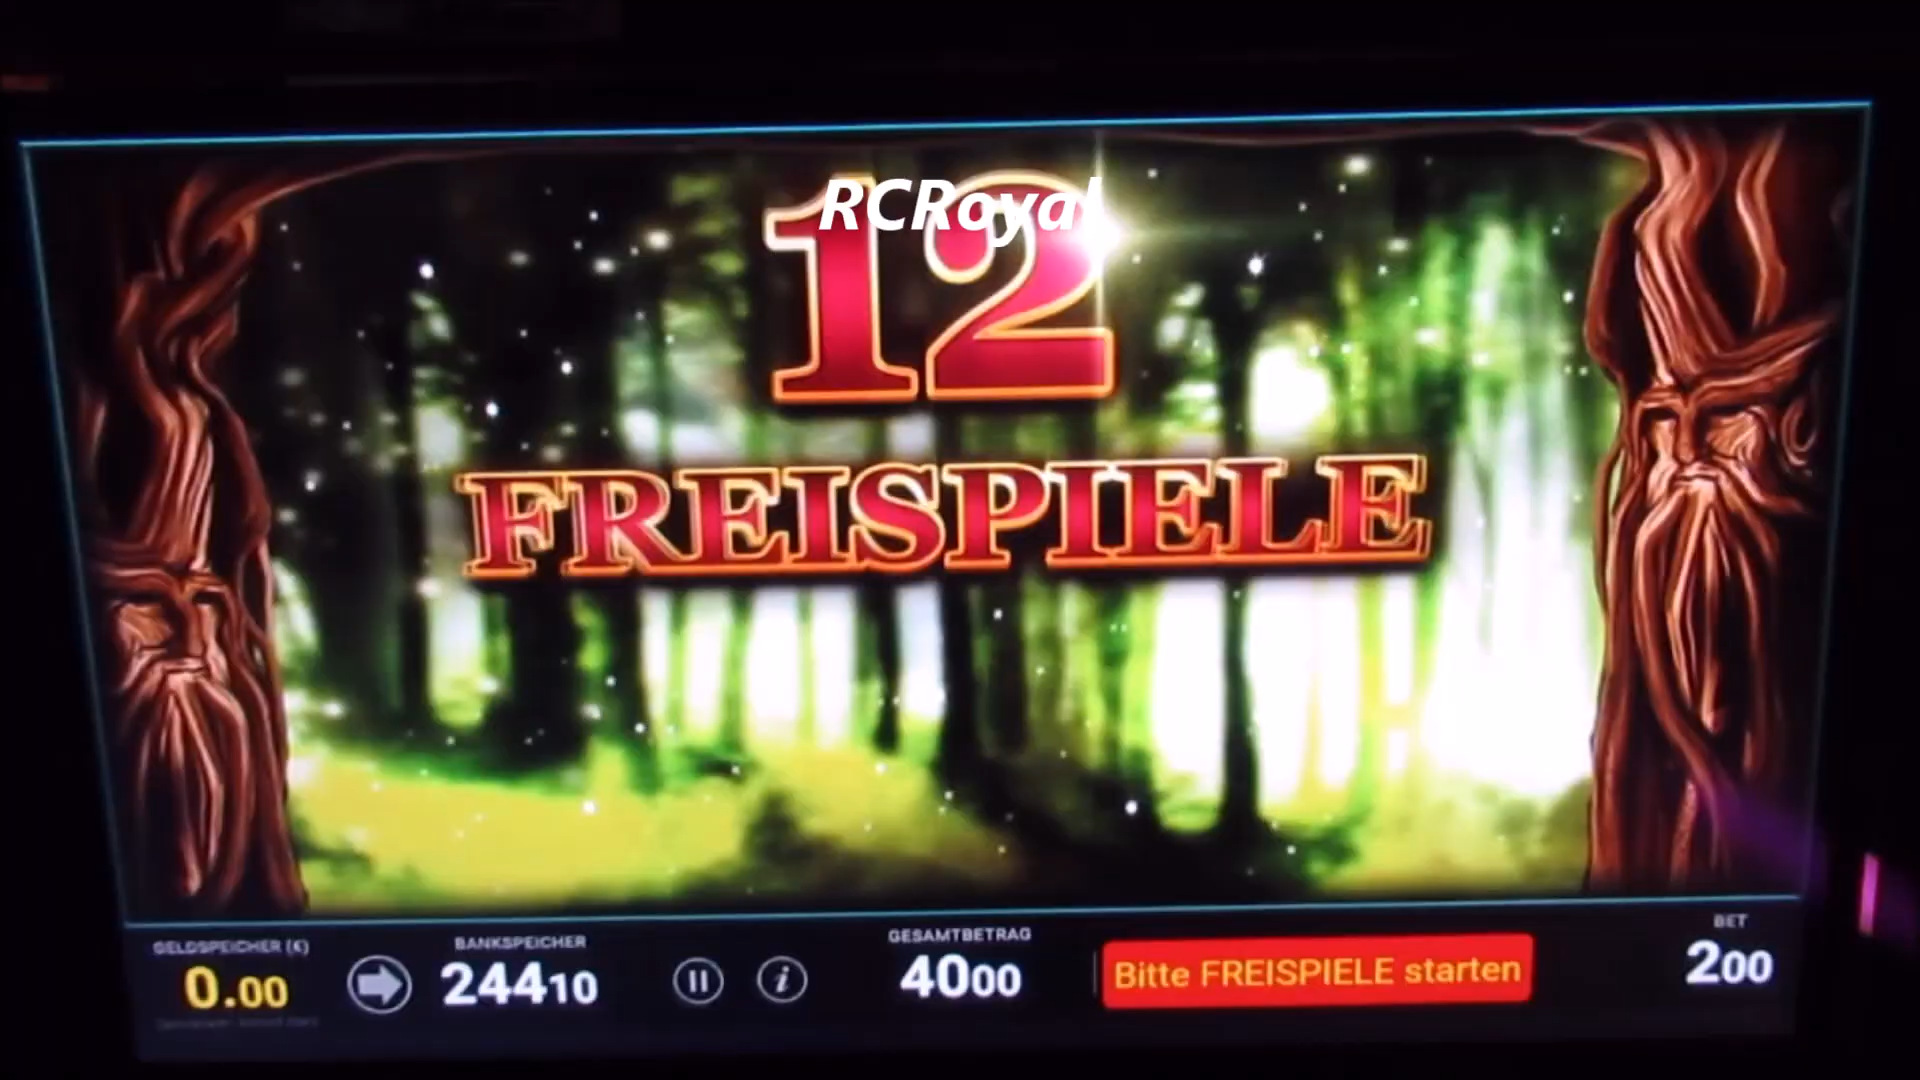 RCRoyal
12
FREISPIELE
GELDSPEICHER (€)
0.00
BANKSPEICHER
24410
GESAMTBETRAG
4000
Bitte FREISPIELE starten
BET
200